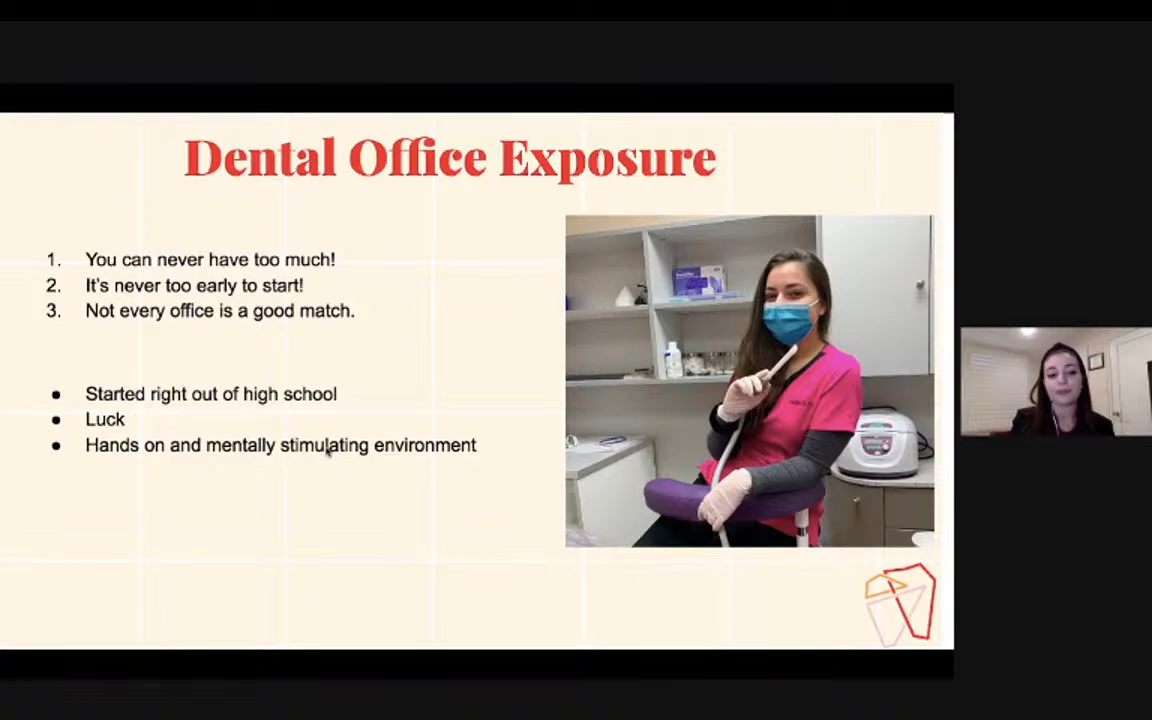 Dental Office Exposure
1. You can never have too much!
2. It's never too early to start!
3. Not every office is a good match.
● Started right out of high school
● Luck
● Hands on and mentally stimulating environment